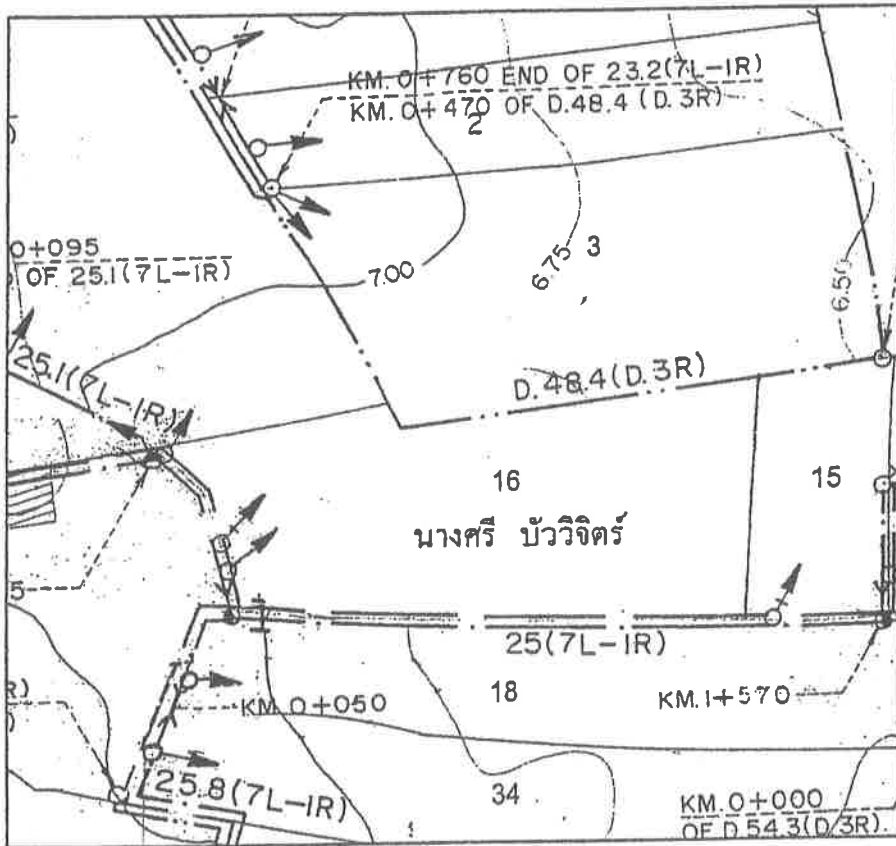 KM. 0+760 END OF 23.2(7L-1R)
KM. 0+470 OF D.48.4 (D.3R)
2
0+095
OF 25.1(7L-1R)
7.00
6.75
3
6.50
25.1(7L-1R)
D.48.4(D.3R)
16
15
นางศรี บัววิจิตร์
5
25(7L-1R)
KM.0+050
18
KM.1+570
R)
25.8(7L-1R)
34
KM.0+000
OF D.54.3(D.3R)